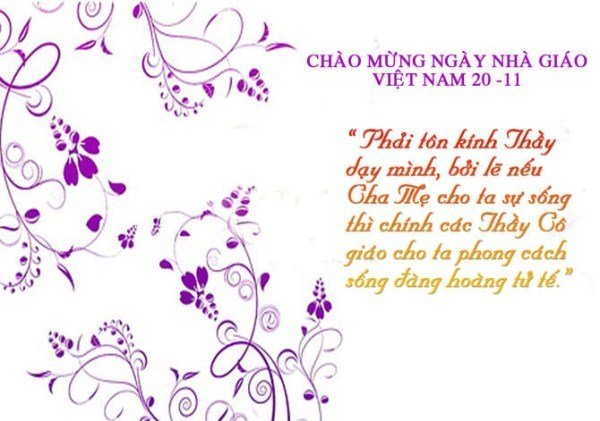 CHÀO MỪNG NGÀY NHÀ GIÁO
VIỆT NAM 20 -11
“ Phải tôn kính Thầy
dạy mình, bởi lẽ nếu
Cha Mẹ cho ta sự sống
thì chính các Thầy Cô
giáo cho ta phong cách
sống đàng hoàng tử tế.”